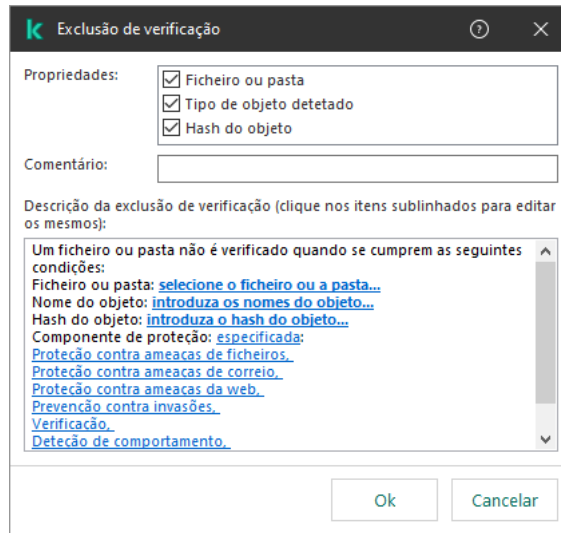 Exclusão de verificação
Propriedades:
Ficheiro ou pasta
Tipo de objeto detetado
Hash do objeto
Comentário:
Descrição da exclusão de verificação (clique nos itens sublinhados para editar
os mesmos):
Um ficheiro ou pasta não é verificado quando se cumprem as seguintes
condições:
Ficheiro ou pasta: selecione o ficheiro ou a pasta...
Nome do objeto: introduza os nomes do objeto...
Hash do objeto: introduza o hash do objeto...
Componente de proteção: especificada:
Proteção contra ameaças de ficheiros,
Proteção contra ameaças de correio,
Proteção contra ameaças da web,
Prevenção contra invasões,
Verificação,
Deteção de comportamento,
Ok
Cancelar